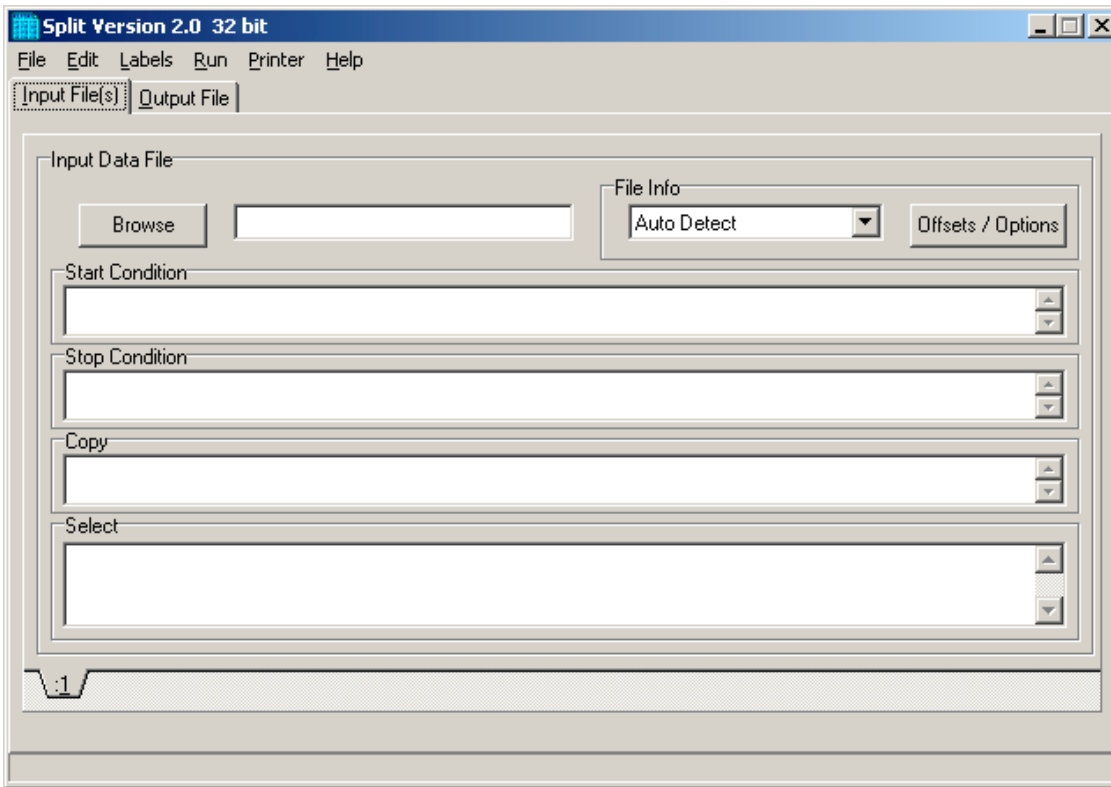 Split Version 2.0 32 bit
File Edit Labels Run Printer Help
Input File(s) Output File
Input Data File
File Info
Browse Auto Detect Offsets / Options
Start Condition
Stop Condition
Copy
Select
:1